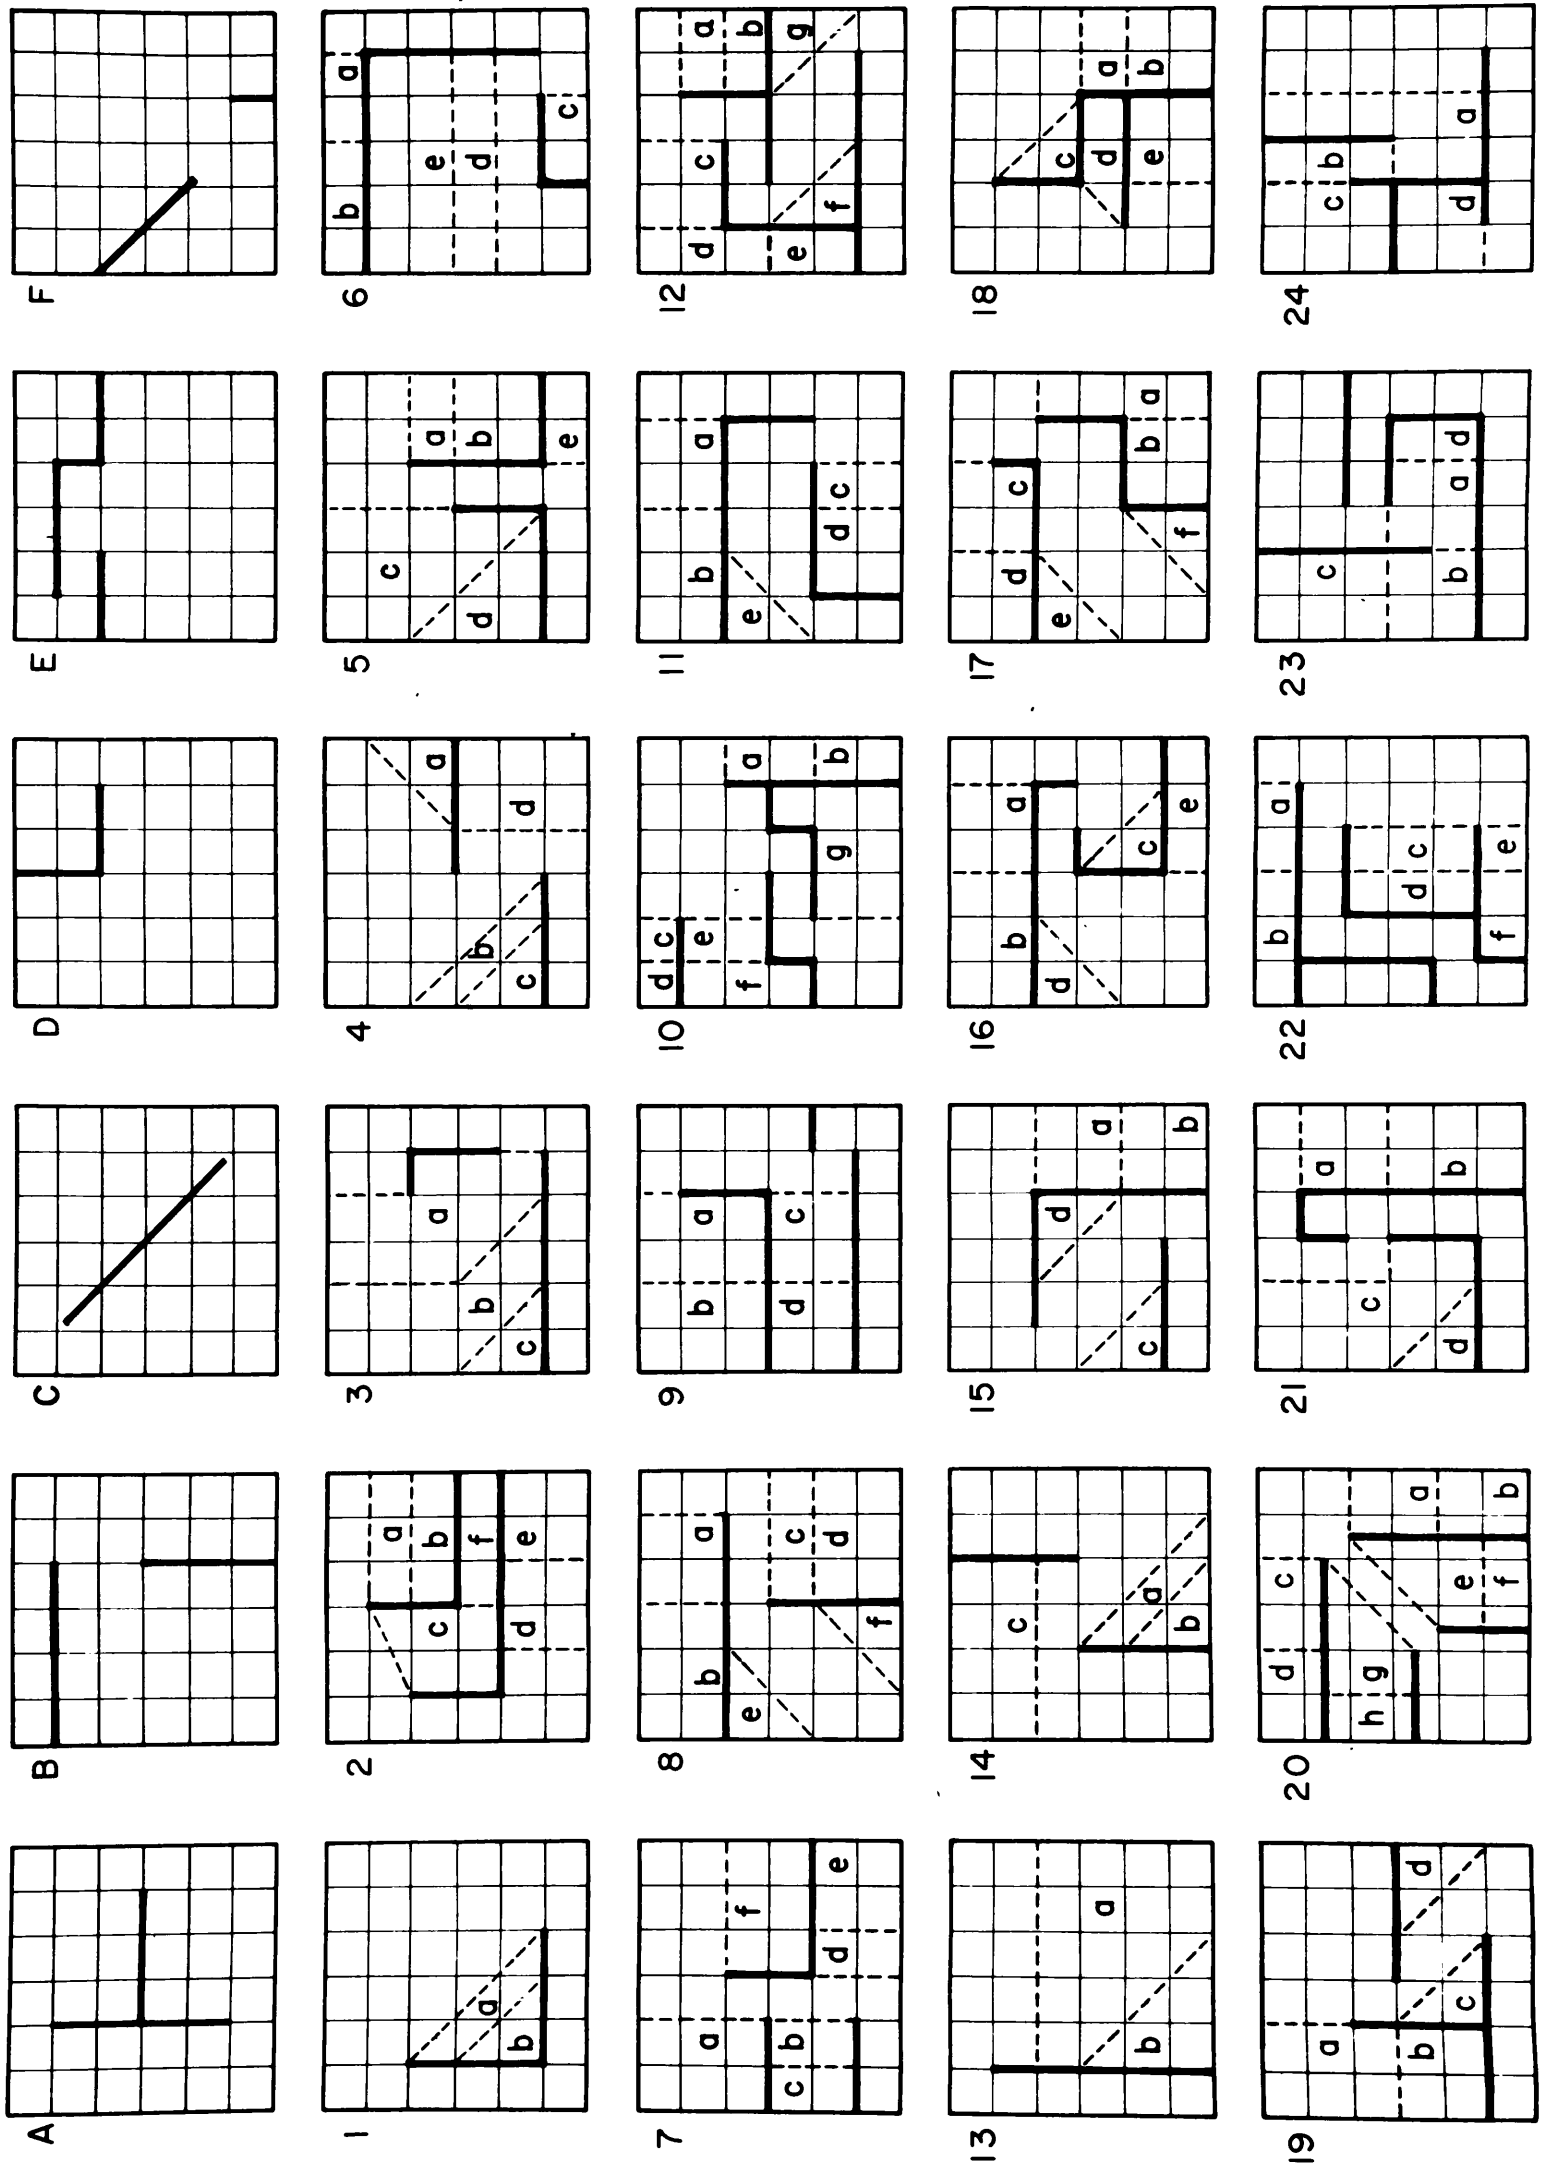 A
B
C
D
E
F
1
a
b
2
a
c b
f
d e
3
a
b
c
4
a
b
c d
5
c
a
d b
e
6
b a
e
d
c
7
a f
c b
d e
8
b a
e c
d
f
9
b a
d c
10
d c
e
f a
g b
11
b a
e
d c
12
d c a
b
e g
f
13
a
b
14
c
a
b
15
d a
c b
16
b a
d
c
e
17
d c
e
b a
f
18
c a
d b
e
19
a
b d
c
20
d c
h g a
e
f b
21
a
c
d b
22
b a
d c
f e
23
c
b a d
24
c b
d a